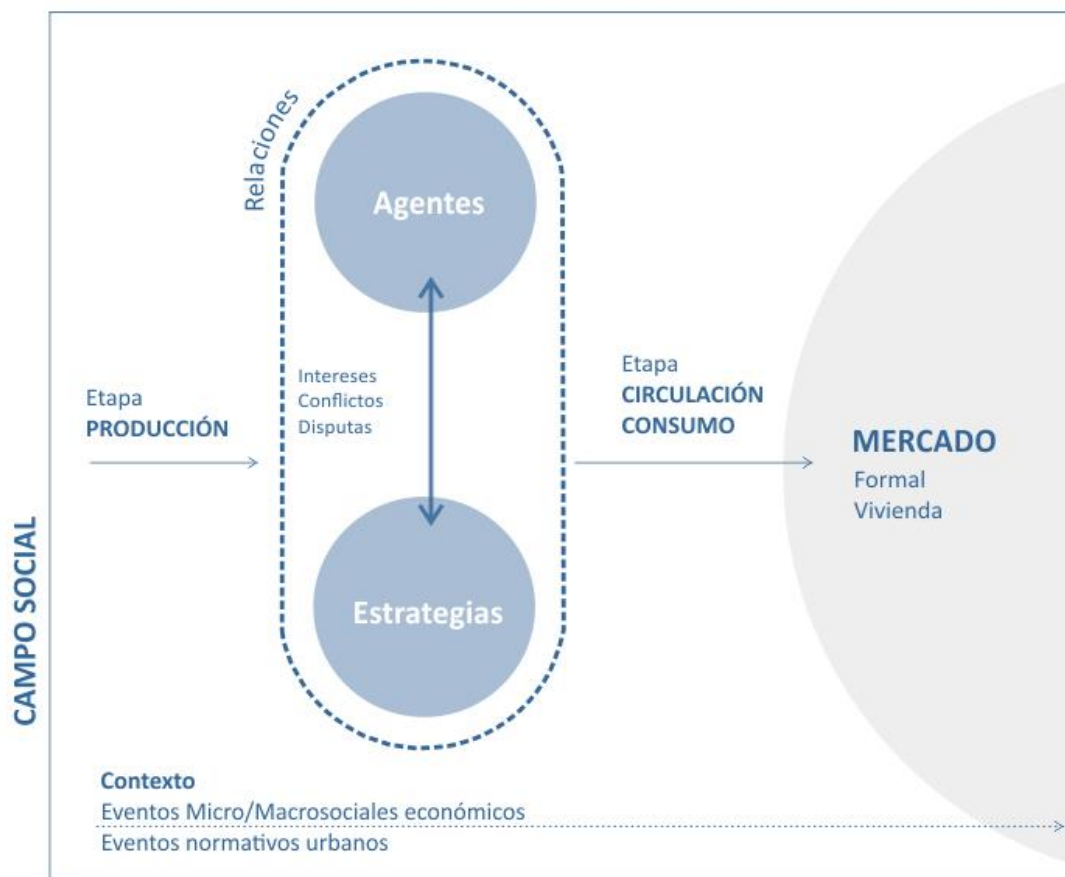 CAMPO SOCIAL
Relaciones
Agentes
Etapa
PRODUCCIÓN
Intereses
Conflictos
Disputas
Estrategias
Etapa
CIRCULACIÓN
CONSUMO
MERCADO
Formal
Vivienda
Contexto
Eventos Micro/Macrosociales económicos
Eventos normativos urbanos